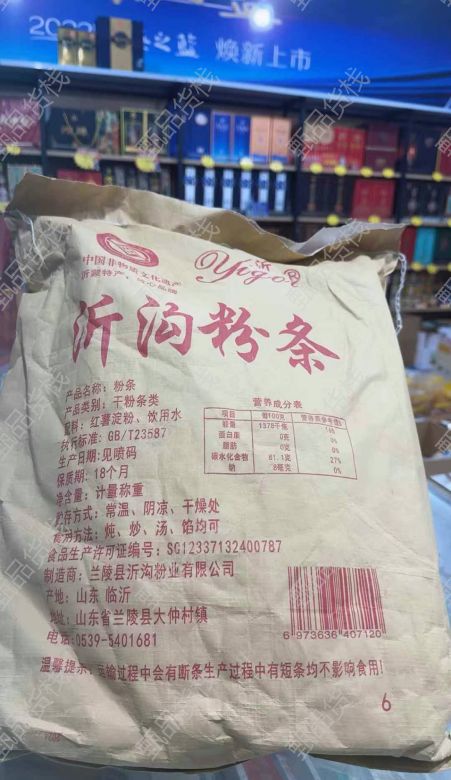 之蓝 焕新上市
中国非物质文化遗产
沂蒙特产、放心品牌
沂沟粉条
产品名称：粉条
产品类别：干粉条类
配料：红薯淀粉、饮用水
执行标准：GB/T23587
生产日期：见喷码
保质期：18个月
净含量：计量称重
贮存方式：常温、阴凉、干燥处
食用方法：炖、炒、汤、馅均可
食品生产许可证编号：SC12337132400787
制造商：兰陵县沂沟粉业有限公司
产地：山东 临沂
地址：山东省兰陵县大仲村镇
电话：0539-5401681
营养成分表
项目 每100克 营养素参考值%
能量 1378千焦 16%
蛋白质 0克 0%
脂肪 0克 0%
碳水化合物 81.1克 27%
钠 8毫克 0%
6 973636 407120
温馨提示：运输过程中会有断条生产过程中有短条均不影响食用！
6
甄品货栈